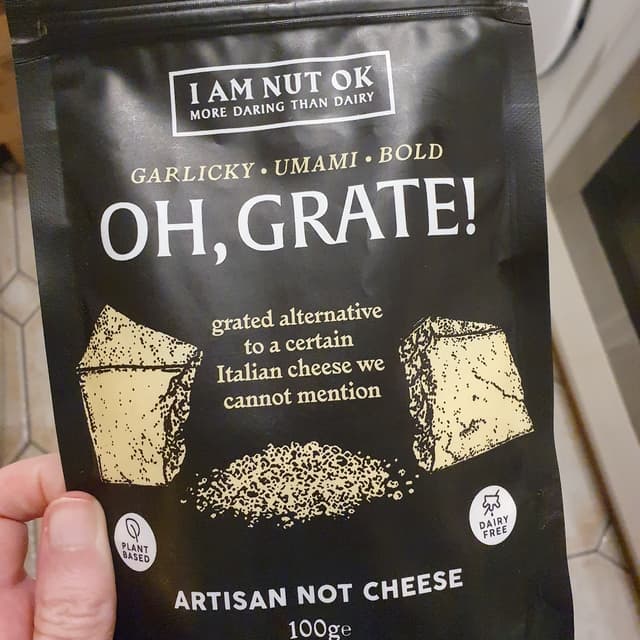 I AM NUT OK
MORE DARING THAN DAIRY
GARLICKY • UMAMI • BOLD
OH, GRATE!
grated alternative
to a certain
Italian cheese we
cannot mention
PLANT
BASED
DAIRY
FREE
ARTISAN NOT CHEESE
100g℮